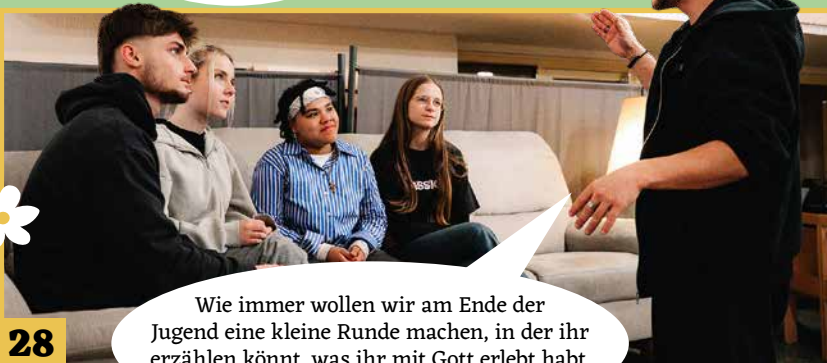 Wie immer wollen wir am Ende der
Jugend eine kleine Runde machen, in der ihr
erzählen könnt, was ihr mit Gott erlebt habt.
28